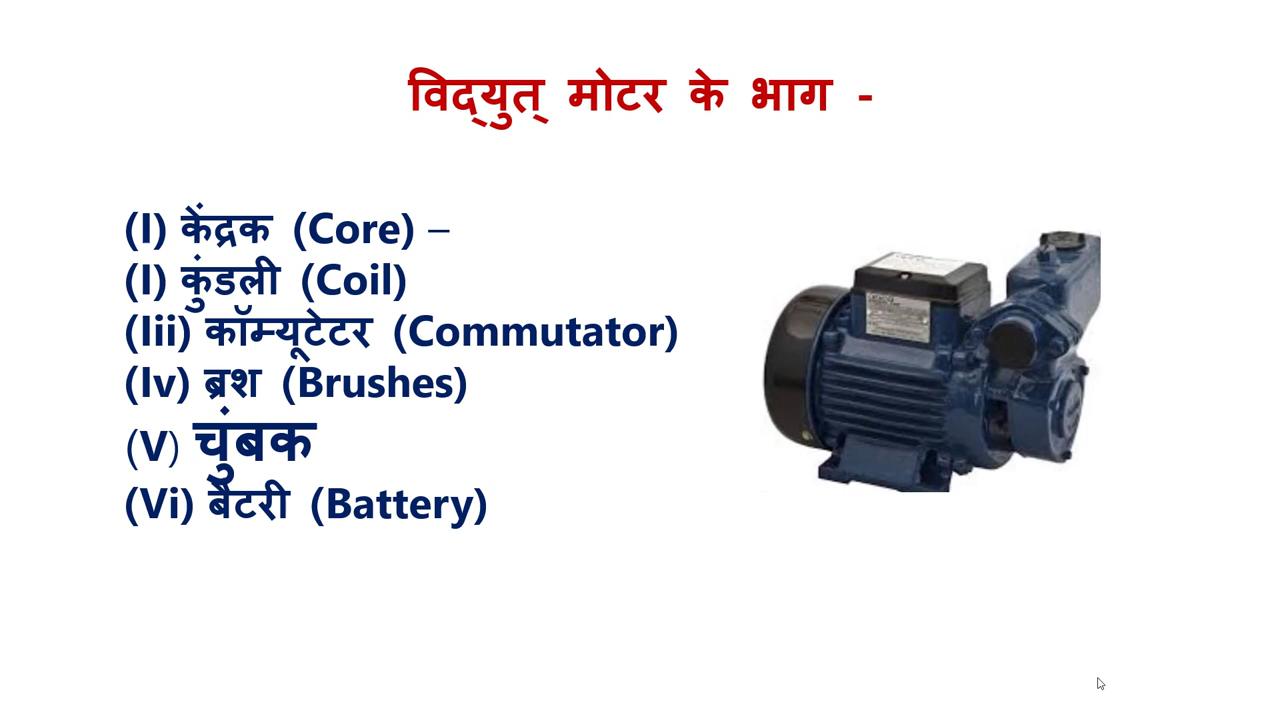 विद्‌युत् मोटर के भाग -
(I) केंद्रक (Core) –
(I) कुंडली (Coil)
(Iii) कॉम्यूटेटर (Commutator)
(Iv) ब्रश (Brushes)
(V) चुंबक
(Vi) बैटरी (Battery)